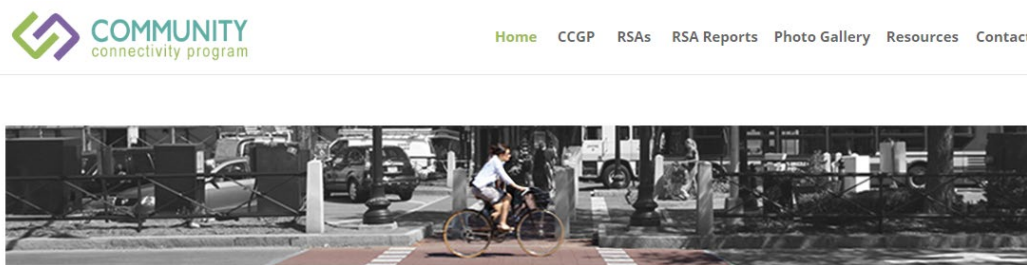 COMMUNITY
connectivity program
Home CCGP RSAs RSA Reports Photo Gallery Resources Contact